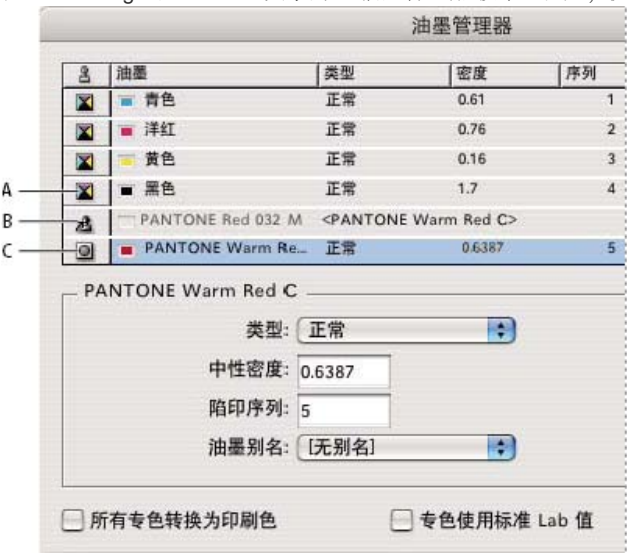 油墨管理器
油墨 类型 密度 序列
青色 正常 0.61 1
洋红 正常 0.76 2
黄色 正常 0.16 3
A 黑色 正常 1.7 4
B PANTONE Red 032 M <PANTONE Warm Red C>
C PANTONE Warm Re... 正常 0.6387 5
PANTONE Warm Red C
类型: 正常
中性密度: 0.6387
陷印序列: 5
油墨别名: [无别名]
所有专色转换为印刷色 专色使用标准 Lab 值